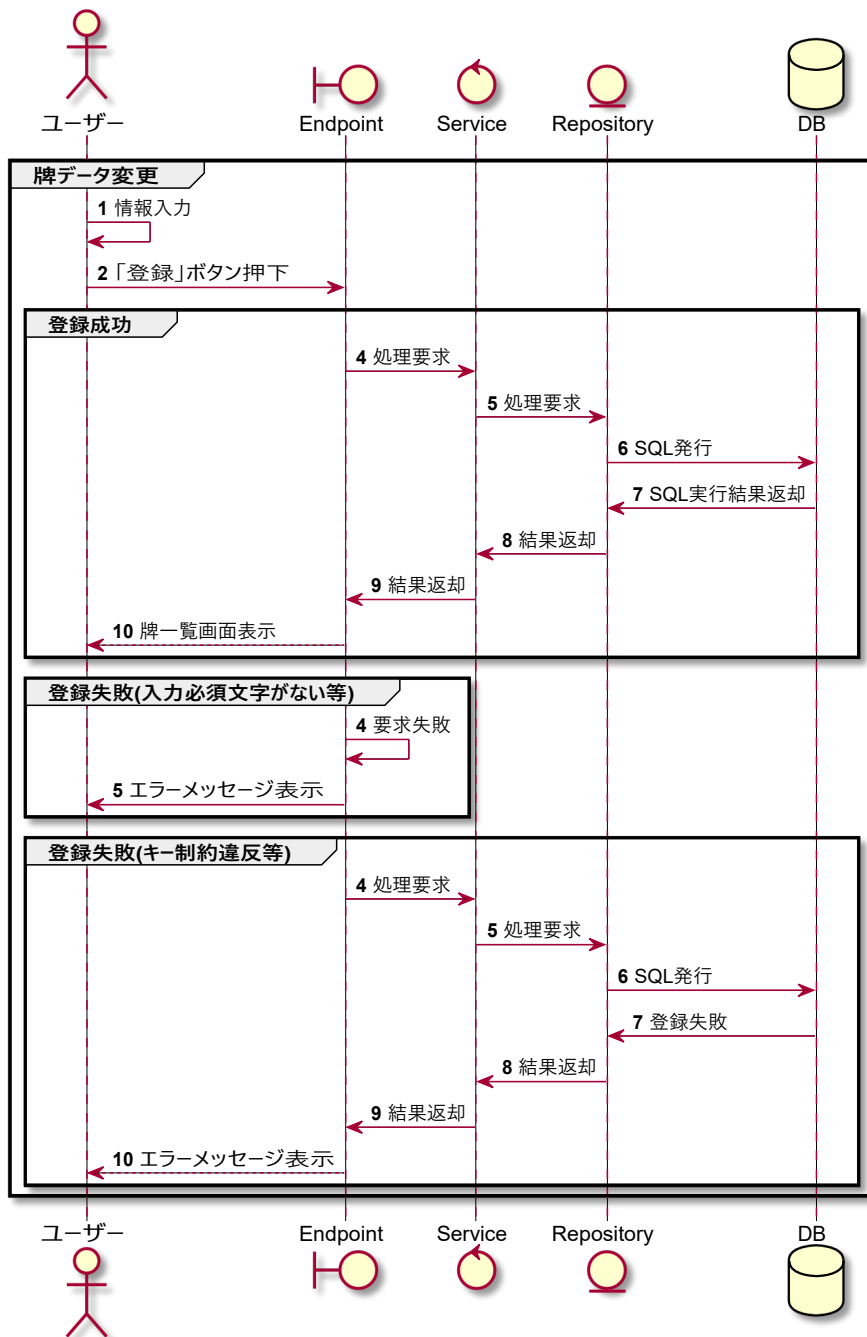 ユーザー
Endpoint
Service
Repository
DB
牌データ変更
1 情報入力
2 「登録」ボタン押下
登録成功
4 処理要求
5 処理要求
6 SQL発行
7 SQL実行結果返却
8 結果返却
9 結果返却
10 牌一覧画面表示
登録失敗(入力必須文字がない等)
4 要求失敗
5 エラーメッセージ表示
登録失敗(キー制約違反等)
4 処理要求
5 処理要求
6 SQL発行
7 登録失敗
8 結果返却
9 結果返却
10 エラーメッセージ表示
ユーザー
Endpoint
Service
Repository
DB